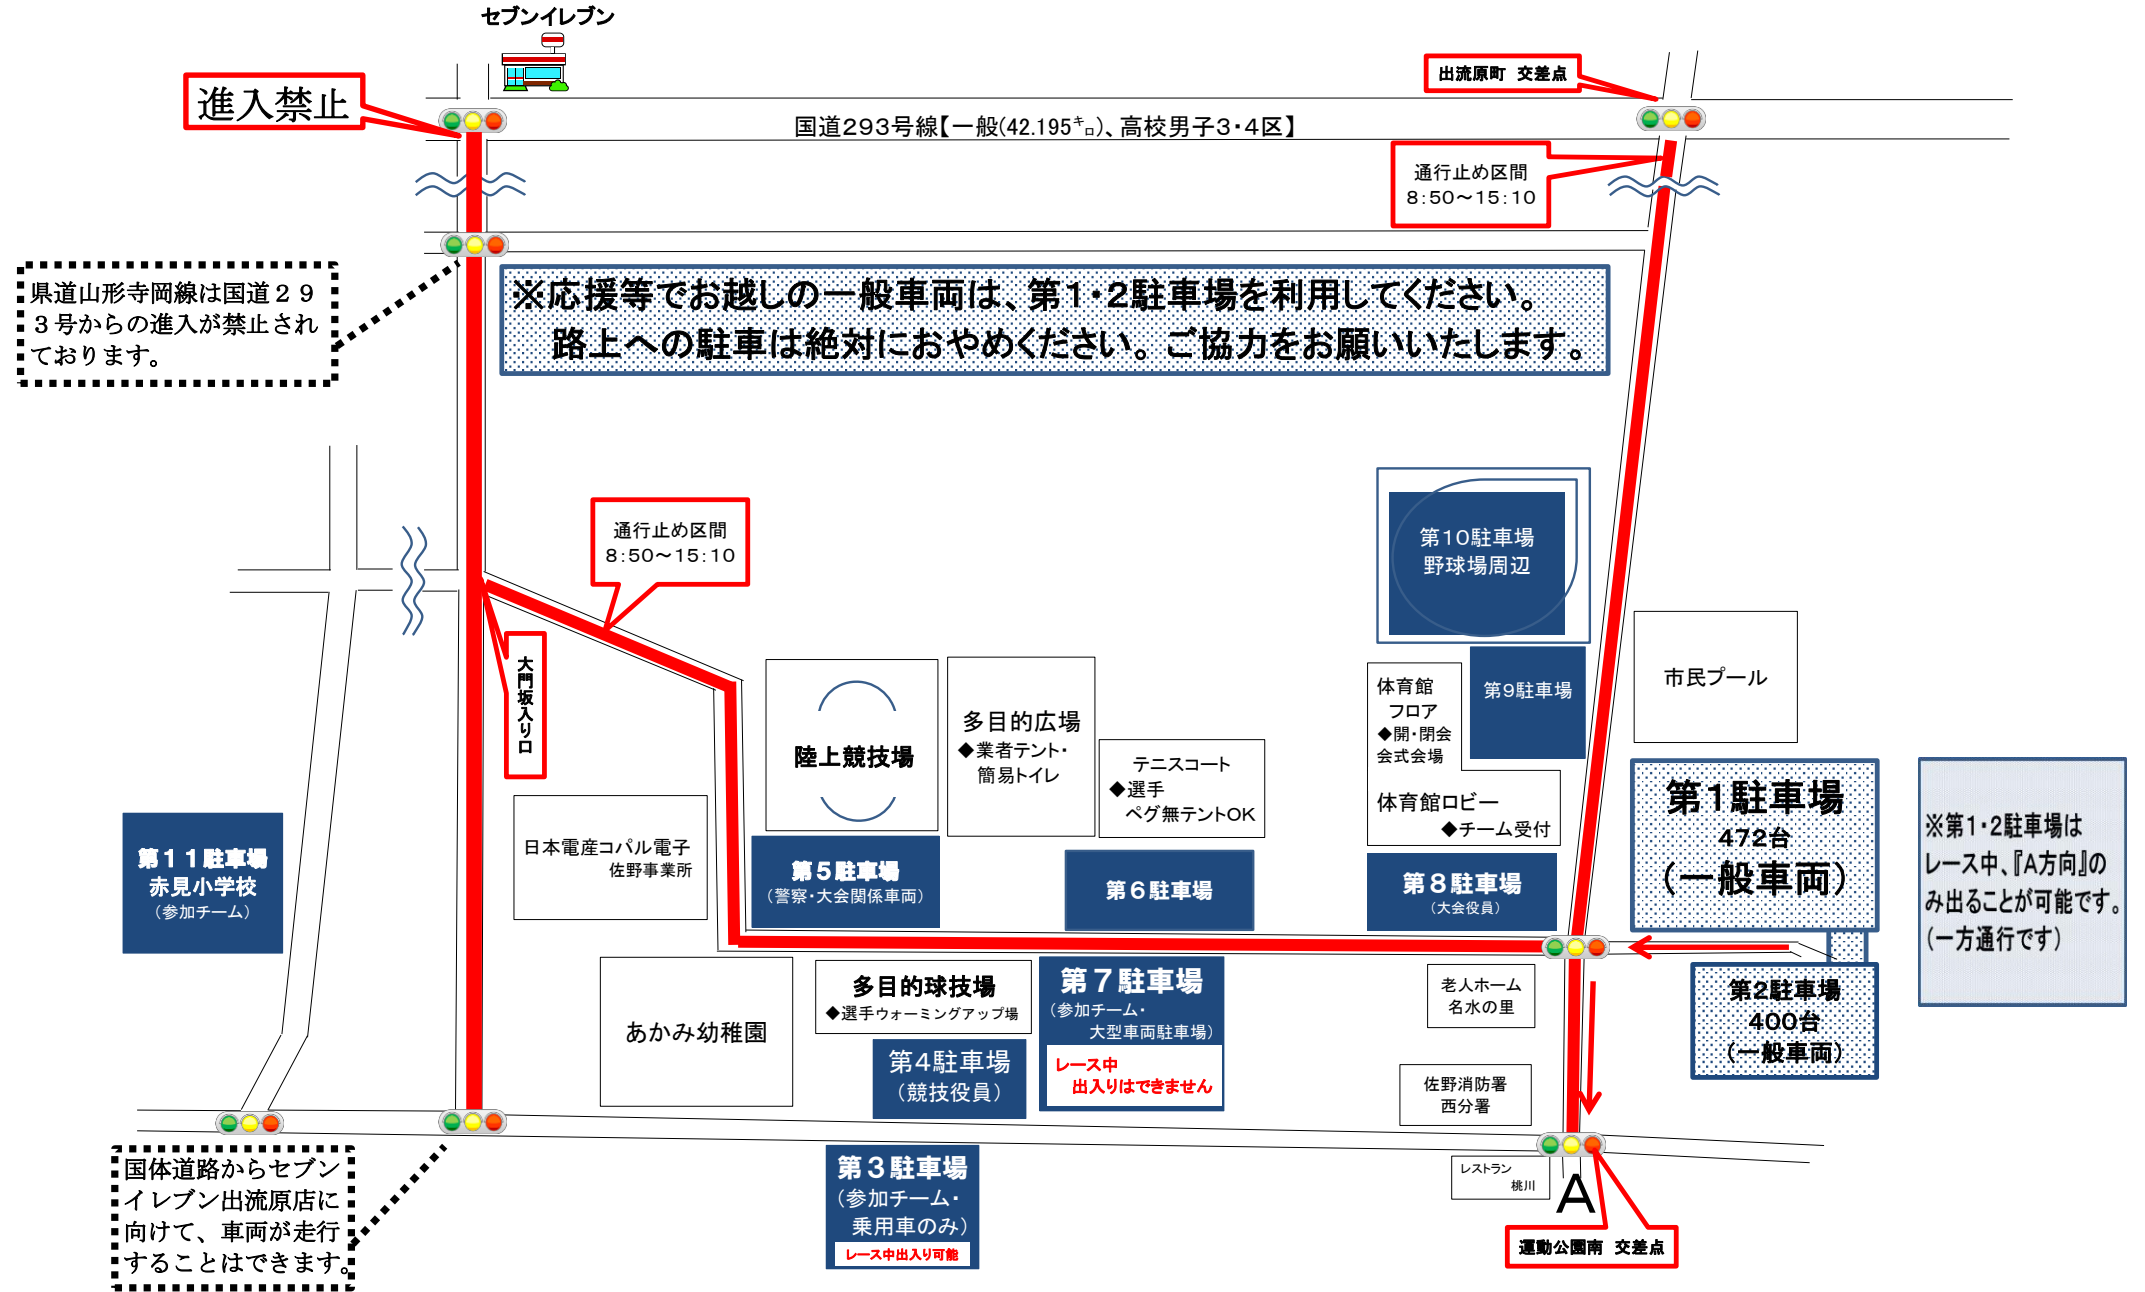 セブンイレブン
進入禁止
出流原町 交差点
国道293号線【一般(42.195㌔)、高校男子3・4区】
通行止め区間
8:50～15:10
県道山形寺岡線は国道２９
３号からの進入が禁止され
ております。
※応援等でお越しの一般車両は、第1・2駐車場を利用してください。
路上への駐車は絶対におやめください。ご協力をお願いいたします。
通行止め区間
8:50～15:10
第10駐車場
野球場周辺
大門坂入り口
陸上競技場
多目的広場
◆業者テント・
簡易トイレ
テニスコート
◆選手
ペグ無テントOK
体育館
フロア
◆開・閉会
会式会場
体育館ロビー
◆チーム受付
第9駐車場
市民プール
第1駐車場
472台
（一般車両）
※第1・2駐車場は
レース中、『A方向』の
み出ることが可能です。
（一方通行です）
第１１駐車場
赤見小学校
（参加チーム）
日本電産コパル電子
佐野事業所
第５駐車場
（警察・大会関係車両）
第６駐車場
第８駐車場
（大会役員）
第2駐車場
400台
（一般車両）
あかみ幼稚園
多目的球技場
◆選手ウォーミングアップ場
第4駐車場
（競技役員）
第７駐車場
（参加チーム・
大型車両駐車場）
レース中
出入りはできません
老人ホーム
名水の里
佐野消防署
西分署
国体道路からセブン
イレブン出流原店に
向けて、車両が走行
することはできます。
第３駐車場
（参加チーム・
乗用車のみ）
レース中出入り可能
レストラン
桃川
A
運動公園南 交差点